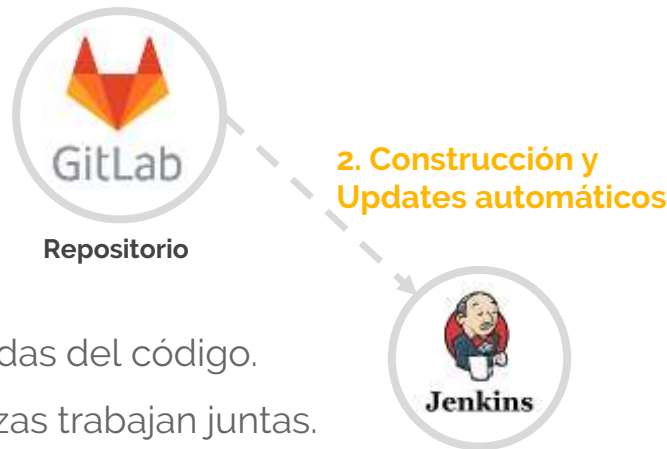 GitLab
2. Construcción y
Updates automáticos
Repositorio
das del código.
Jenkins
zas trabajan juntas.